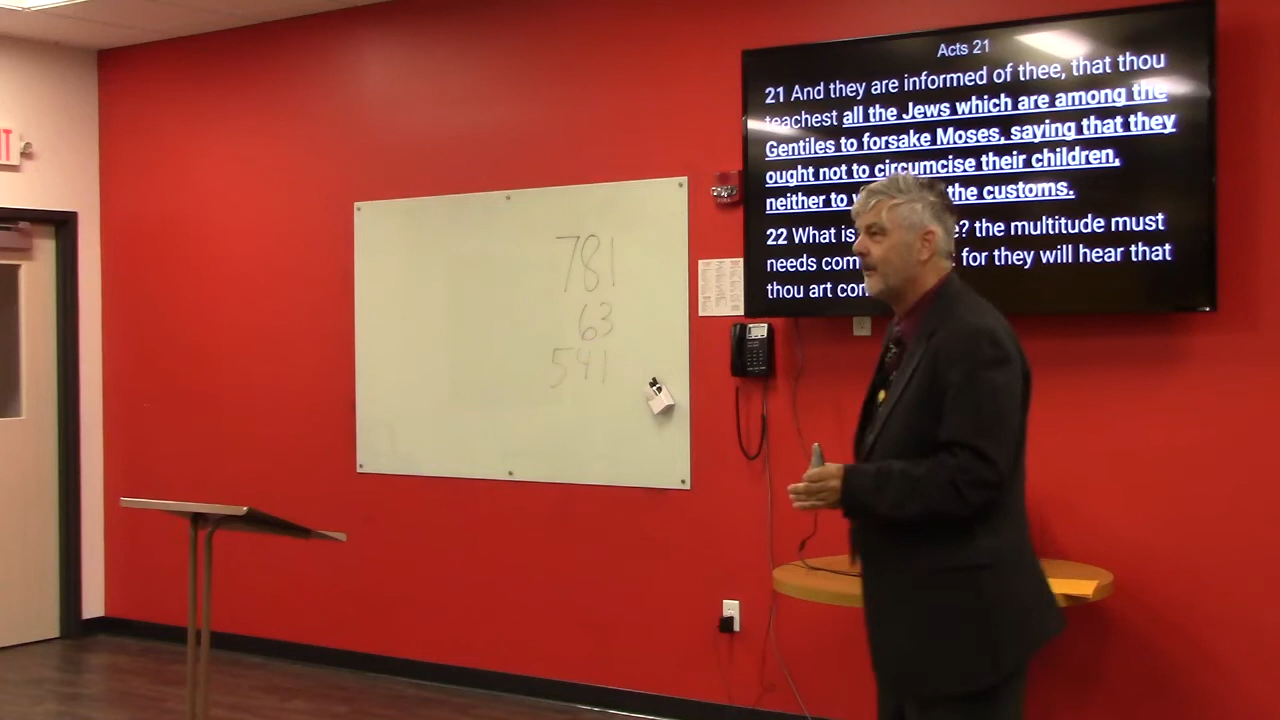 Acts 21
21 And they are informed of thee, that thou
teachest all the Jews which are among the
Gentiles to forsake Moses, saying that they
ought not to circumcise their children,
neither to the customs.
22 What is ? the multitude must
needs for they will hear that
thou art
781
63
541